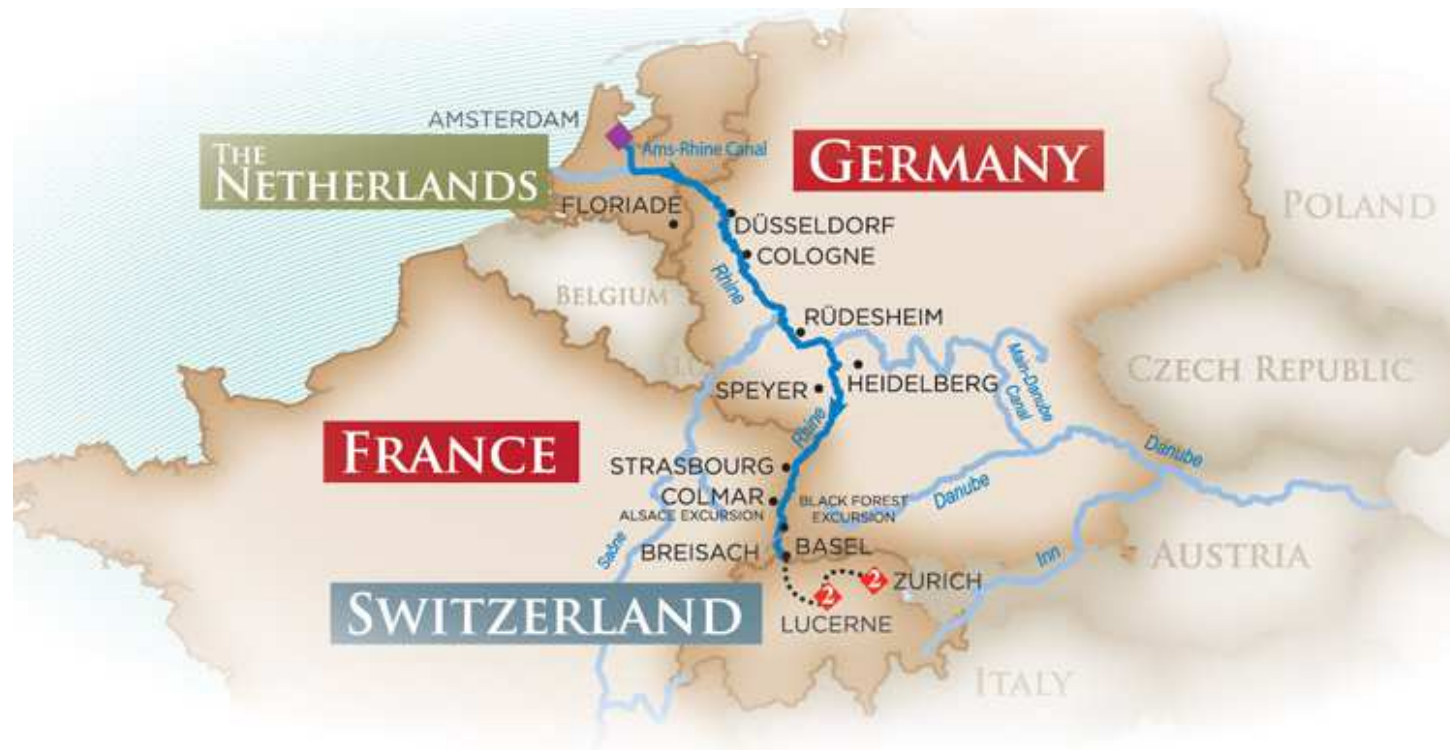 AMSTERDAM
THE
NETHERLANDS
Ams-Rhine Canal
GERMANY
POLAND
FLORIADE
DÜSSELDORF
COLOGNE
Rhine
BELGIUM
RÜDESHEIM
Main-Danube
Canal
CZECH REPUBLIC
HEIDELBERG
SPEYER
Rhine
FRANCE
STRASBOURG
Danube
Danube
COLMAR
ALSACE EXCURSION
BLACK FOREST
EXCURSION
BREISACH
BASEL
Saône
Inn
AUSTRIA
2
ZURICH
2
LUCERNE
SWITZERLAND
ITALY